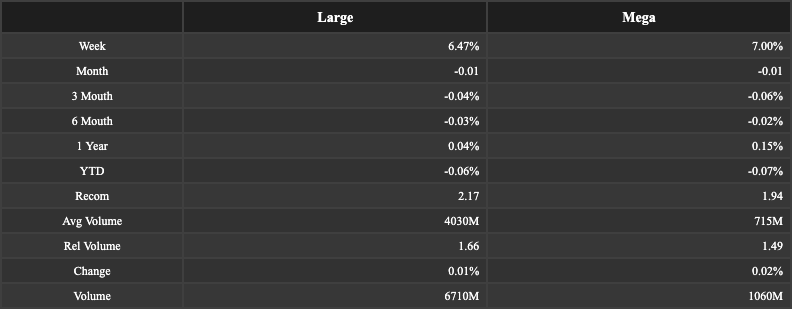 Large Mega
Week 6.47% 7.00%
Month -0.01 -0.01
3 Mouth -0.04% -0.06%
6 Mouth -0.03% -0.02%
1 Year 0.04% 0.15%
YTD -0.06% -0.07%
Recom 2.17 1.94
Avg Volume 4030M 715M
Rel Volume 1.66 1.49
Change 0.01% 0.02%
Volume 6710M 1060M